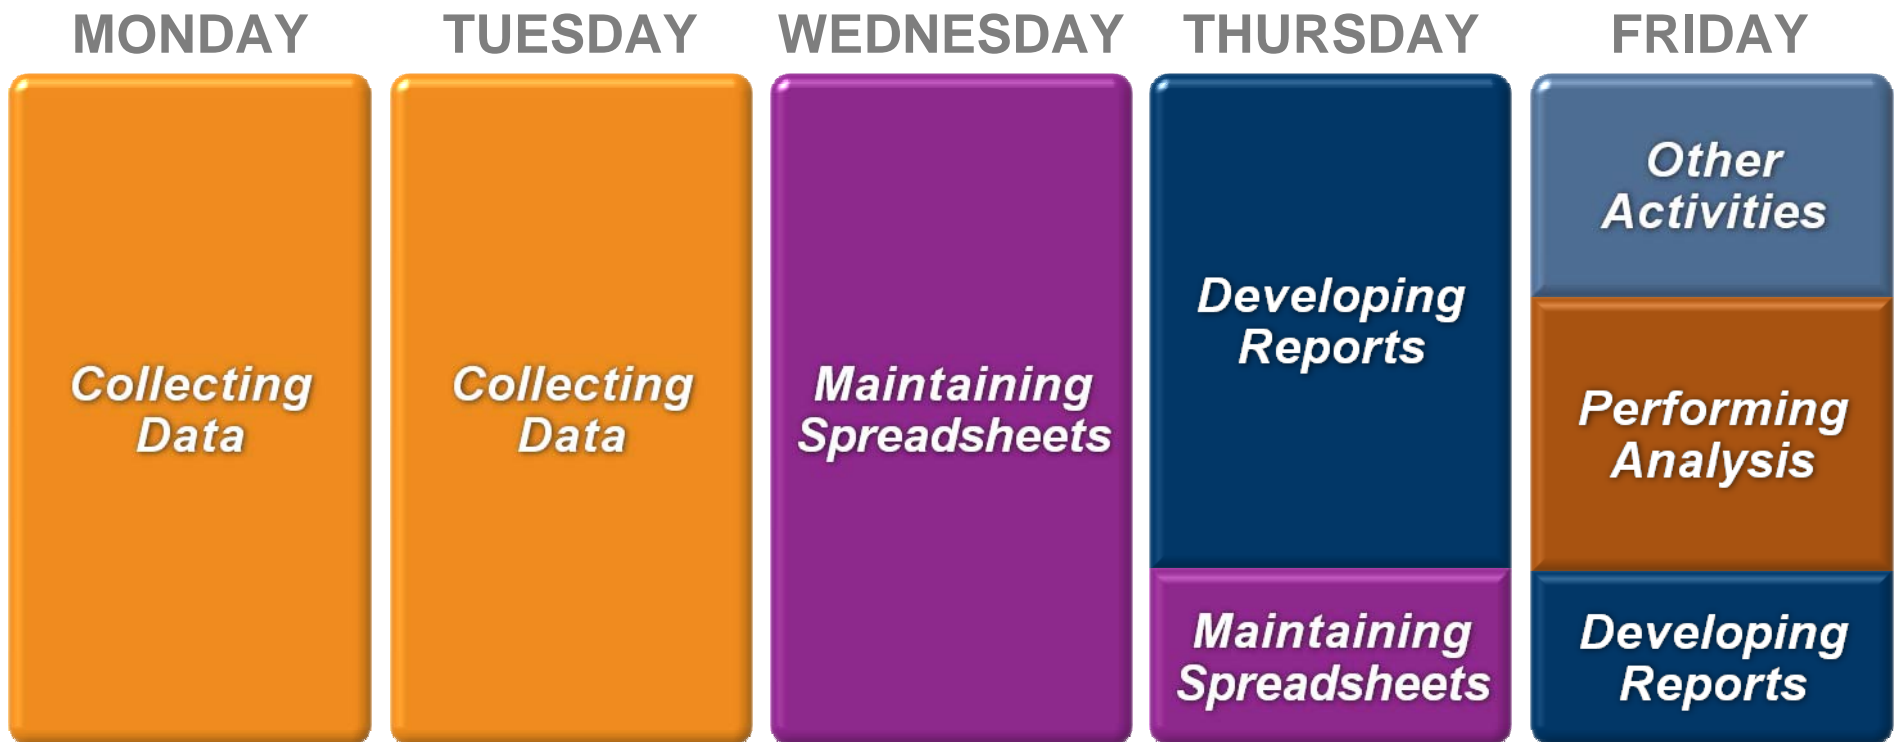 MONDAY
TUESDAY
WEDNESDAY
THURSDAY
FRIDAY
Collecting
Data
Collecting
Data
Maintaining
Spreadsheets
Developing
Reports
Maintaining
Spreadsheets
Other
Activities
Performing
Analysis
Developing
Reports